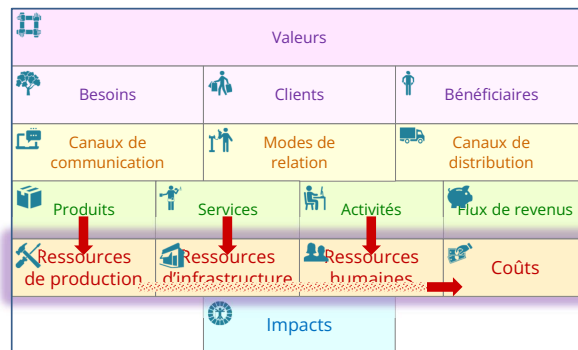 Valeurs
Besoins
Clients
Bénéficiaires
Canaux de
communication
Modes de
relation
Canaux de
distribution
Produits
Services
Activités
Flux de revenus
Ressources
de production
Ressources
d'infrastructure
Ressources
humaines
Coûts
Impacts